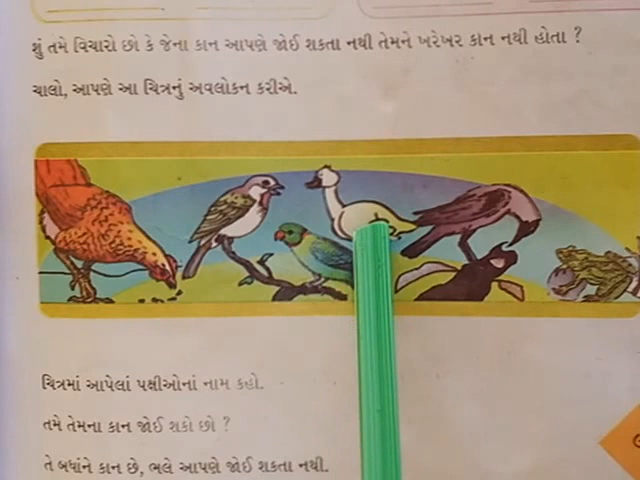 શું તમે વિચારો છો કે જેના કાન આપણે જોઈ શકતા નથી તેમને ખરેખર કાન નથી હોતા ?
ચાલો, આપણે આ ચિત્રનું અવલોકન કરીએ.
ચિત્રમાં આપેલાં પક્ષીઓનાં નામ કહો.
તમે તેમના કાન જોઈ શકો છો ?
તે બધાંને કાન છે, ભલે આપણે જોઈ શકતા નથી.